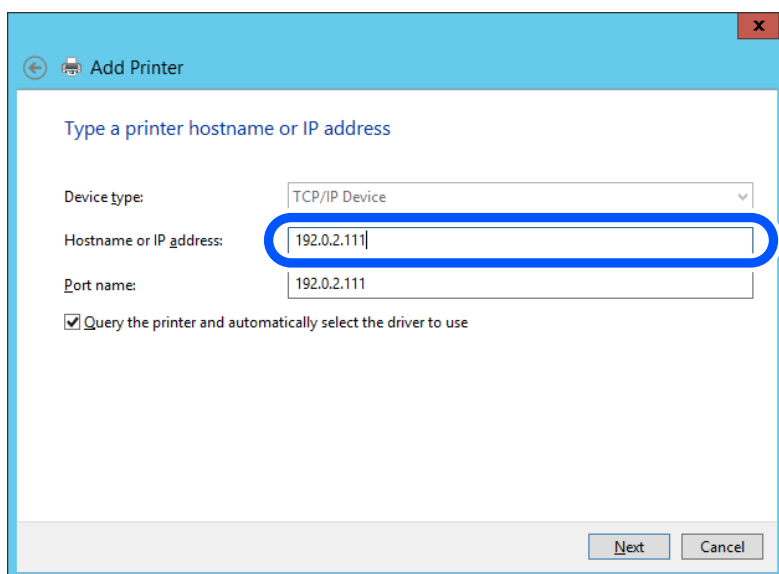 x
Add Printer
Type a printer hostname or IP address
Device type: TCP/IP Device
Hostname or IP address: 192.0.2.111
Port name: 192.0.2.111
Query the printer and automatically select the driver to use
Next Cancel